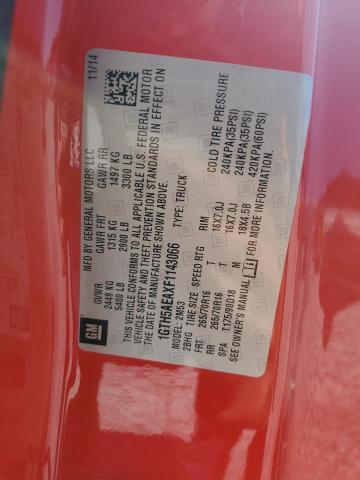 GM
MFD BY GENERAL MOTORS LLC
11/14
GVWR GAWR FRT GAWR RR
2449 KG 1315 KG 1497 KG
5400 LB 2900 LB 3300 LB
THIS VEHICLE CONFORMS TO ALL APPLICABLE U.S. FEDERAL MOTOR
VEHICLE SAFETY AND THEFT PREVENTION STANDARDS IN EFFECT ON
THE DATE OF MANUFACTURE SHOWN ABOVE.
1GTH5AEAXF1143066 TYPE: TRUCK
2BHG 2M53
TIRE SIZE SPEED RTG RIM COLD TIRE PRESSURE
FRT 265/70R16 T 16X7.0J 240KPA(35PSI)
RR 265/70R16 T 16X7.0J 240KPA(35PSI)
SPA T175/90D18 M 18X4.5B 420KPA(60PSI)
SEE OWNER'S MANUAL FOR MORE INFORMATION.